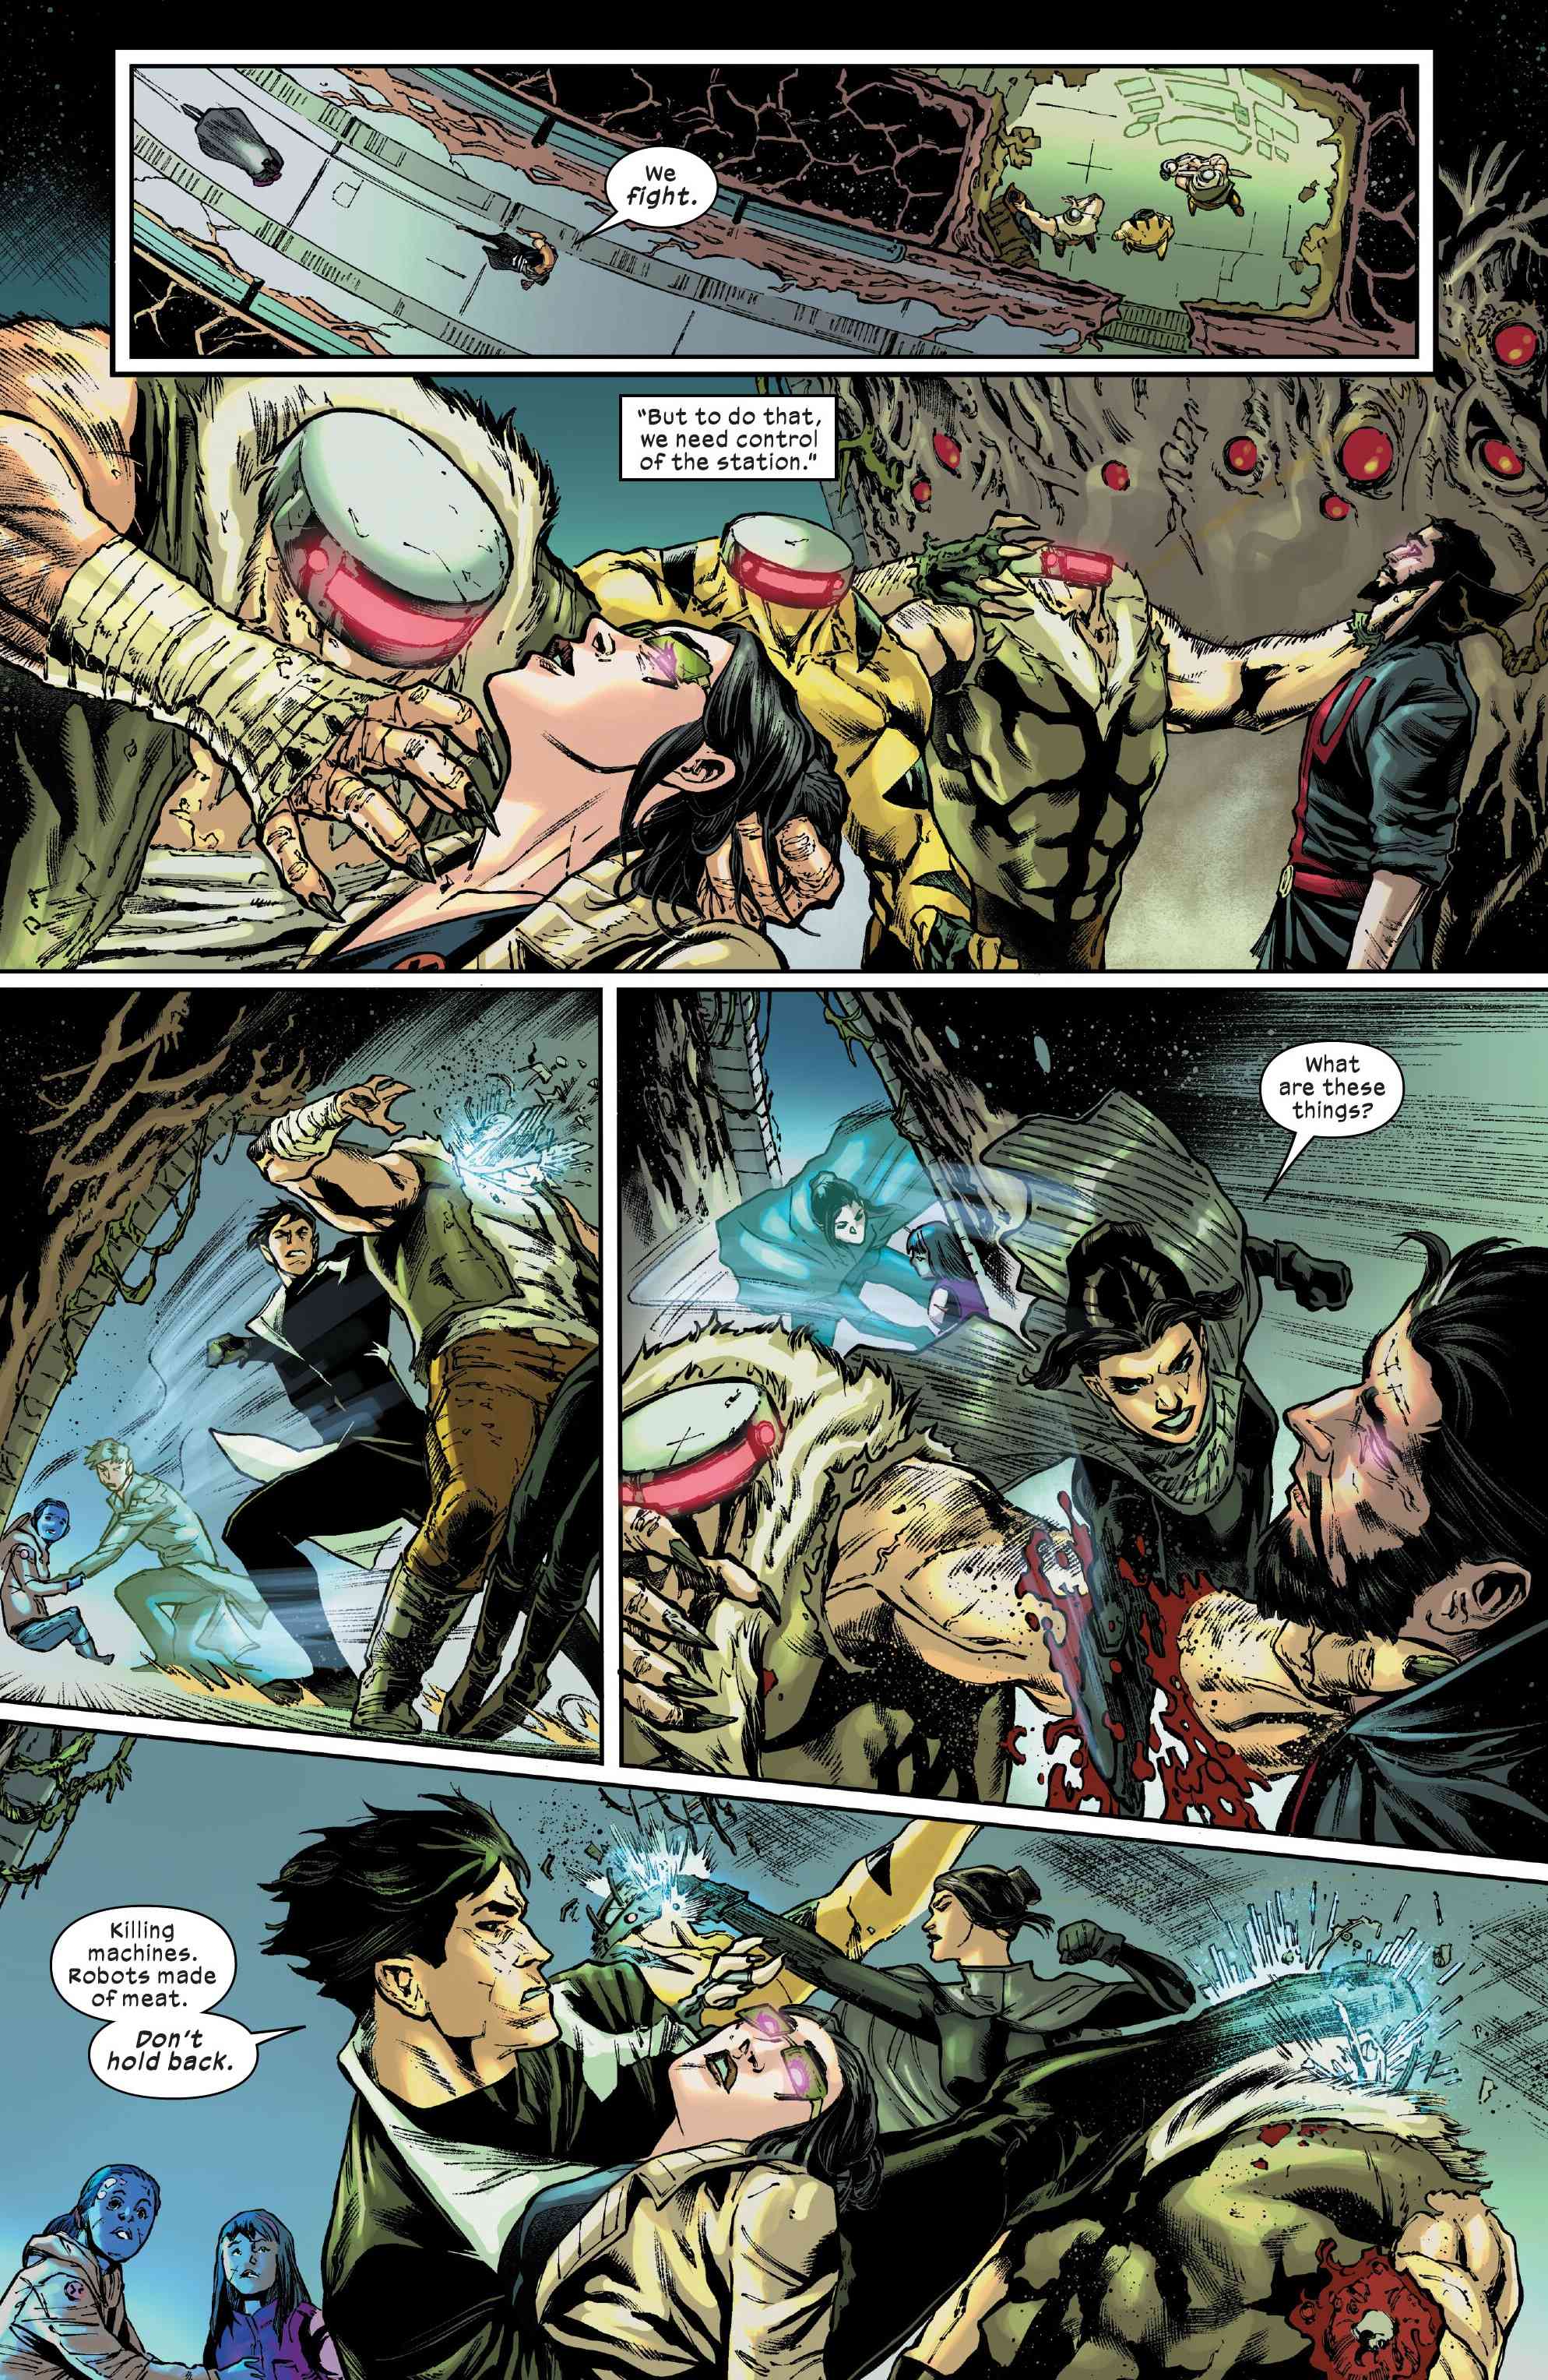 We
fight.
"But to do that,
we need control
of the station."
What
are these
things?
Killing
machines.
Robots made
of meat.
Don't
hold back.